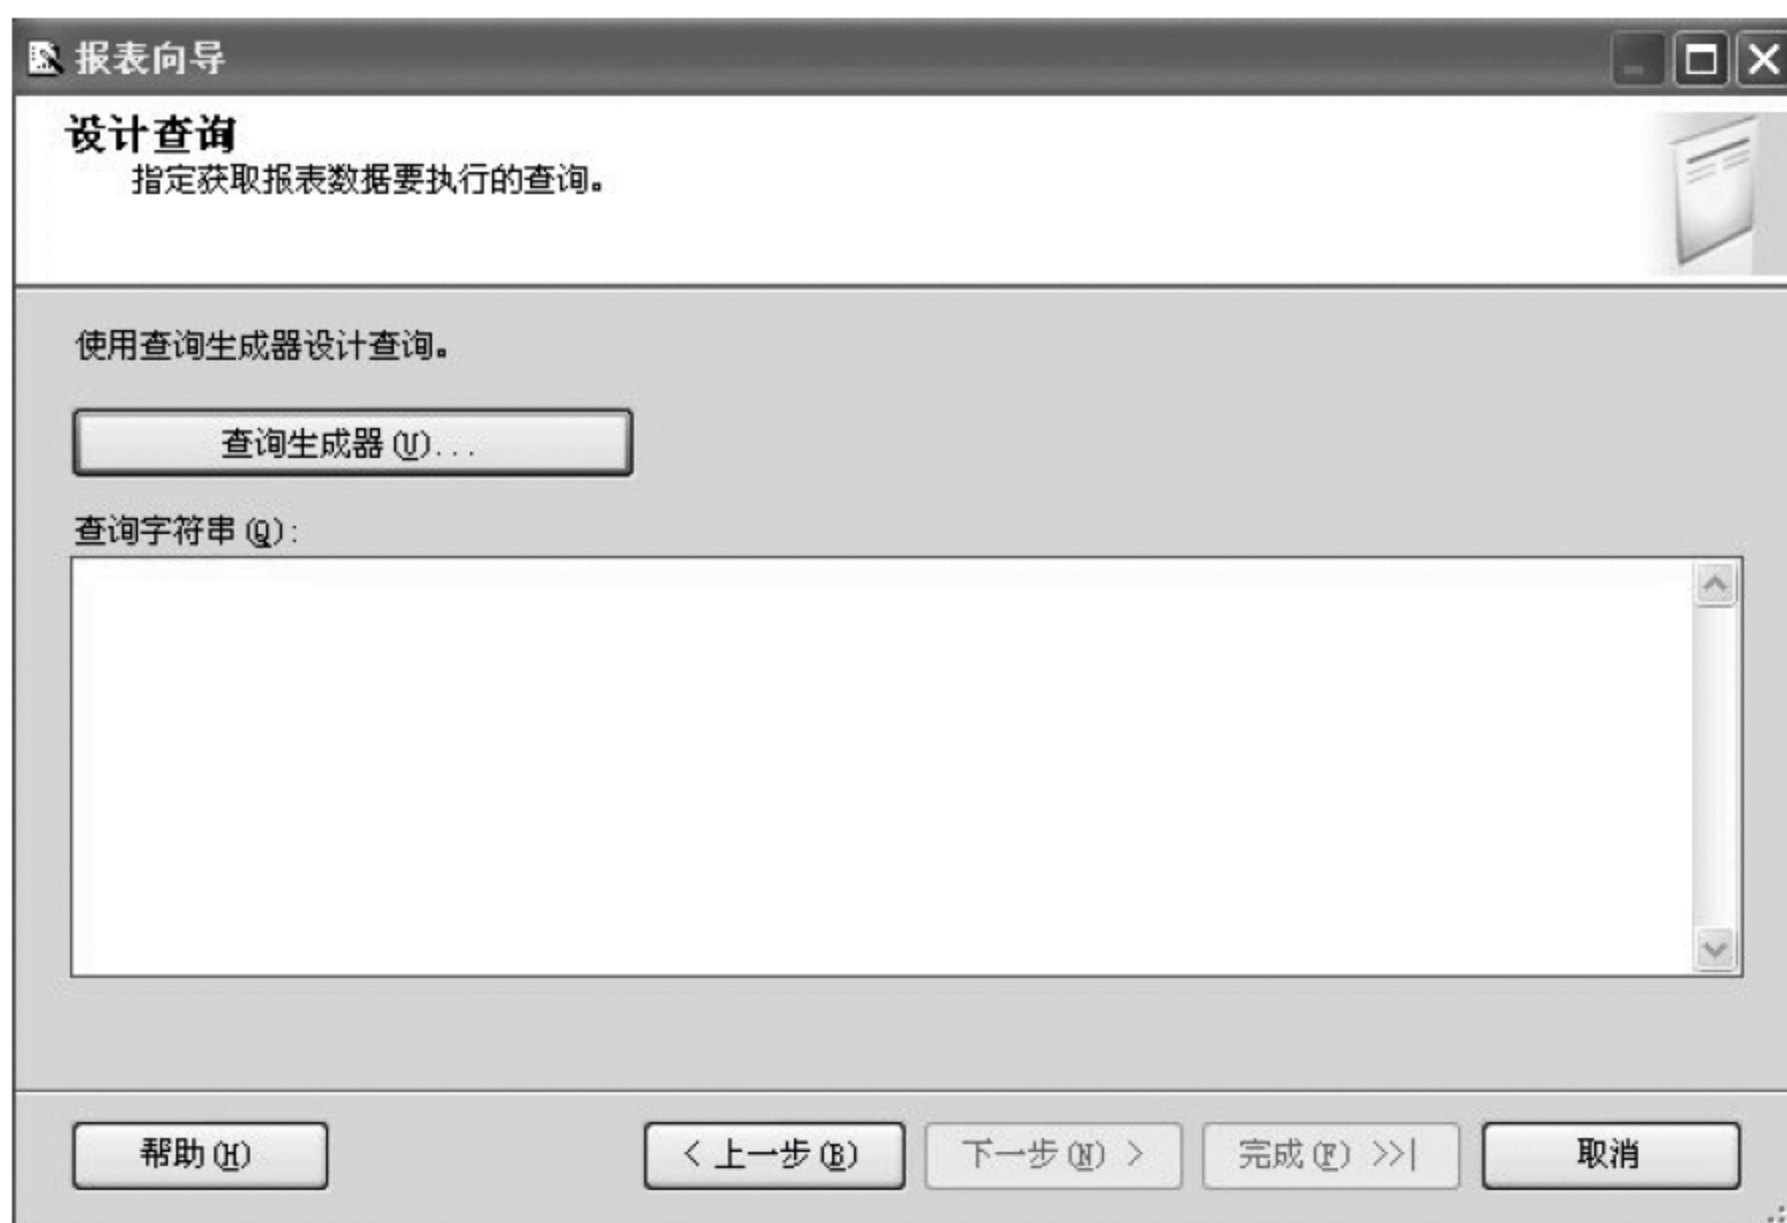 报表向导
设计查询
指定获取报表数据要执行的查询。
使用查询生成器设计查询。
查询生成器(U)...
查询字符串(Q):
帮助(H)
< 上一步(B)
下一步(N) >
完成(F) >>|
取消